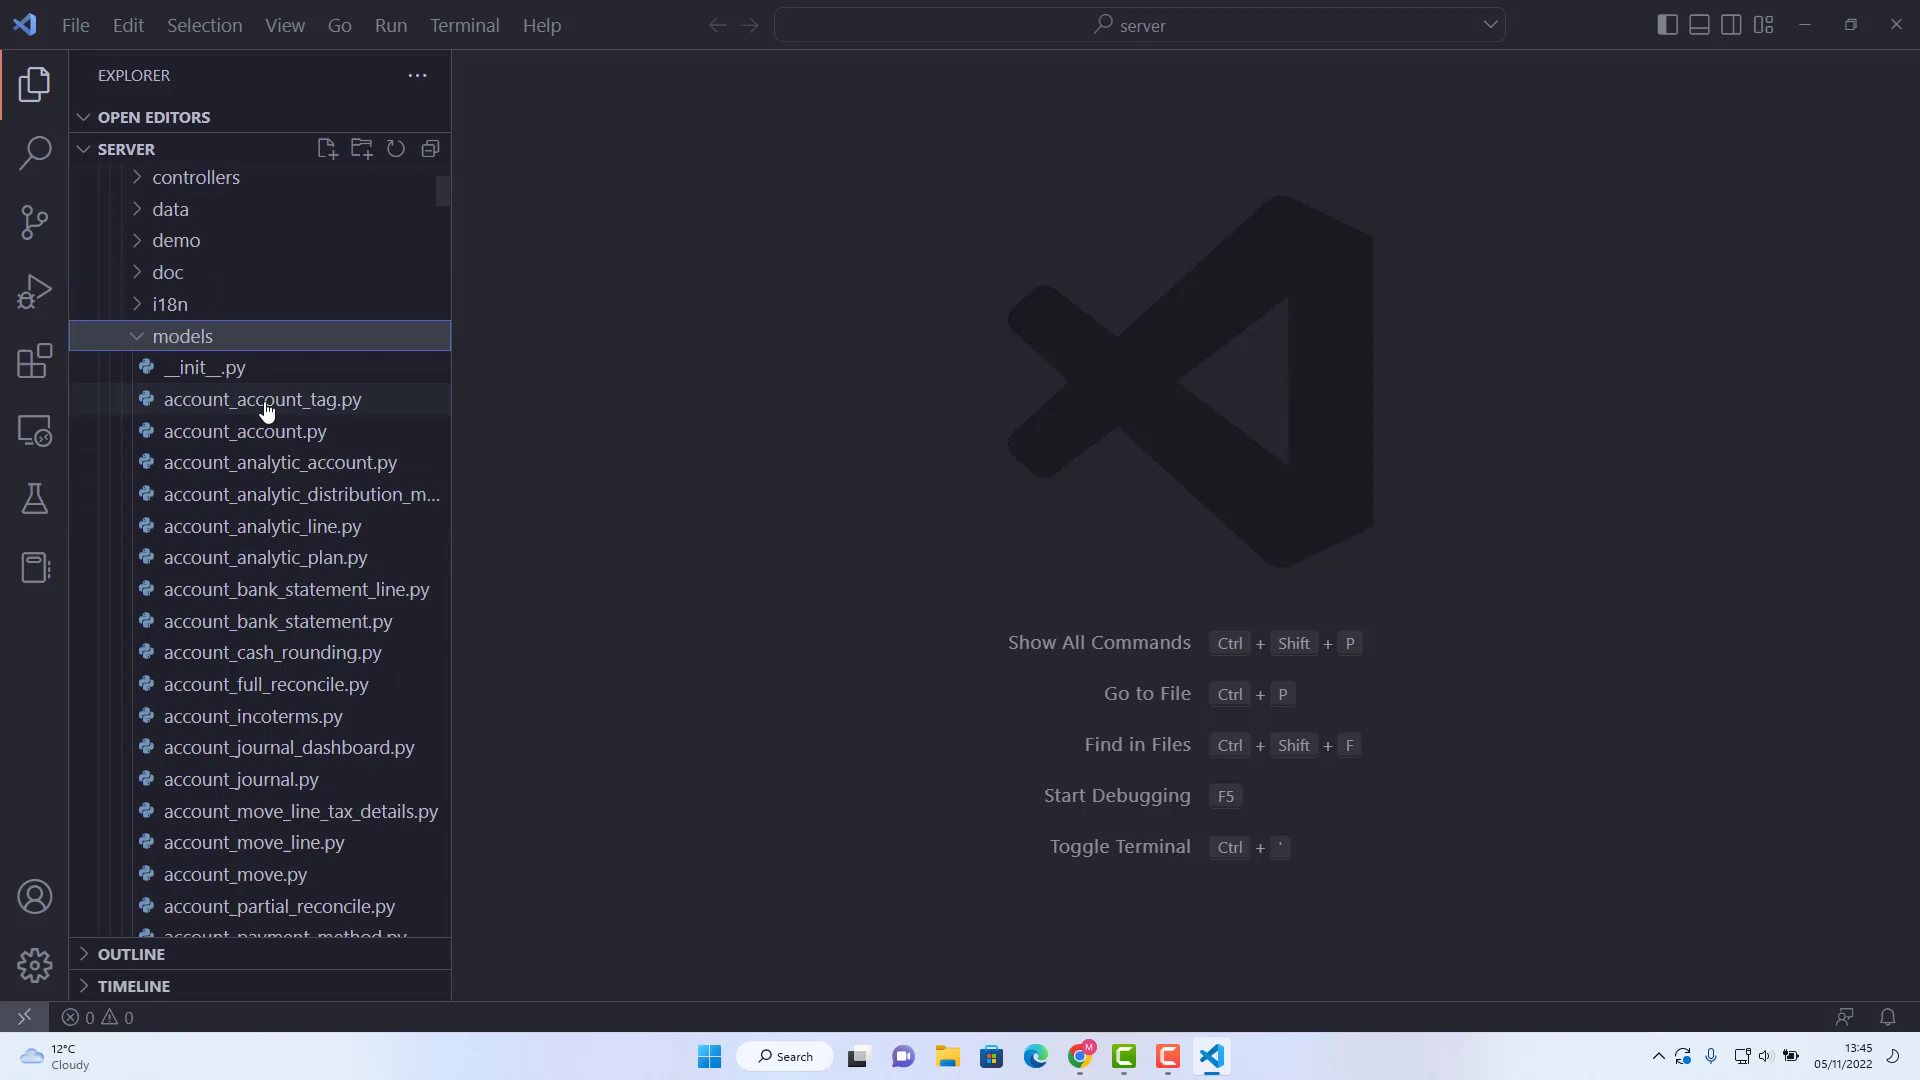 File Edit Selection View Go Run Terminal Help
server
EXPLORER
OPEN EDITORS
SERVER
controllers
data
demo
doc
i18n
models
__init__.py
account_account_tag.py
account_account.py
account_analytic_account.py
account_analytic_distribution_m...
account_analytic_line.py
account_analytic_plan.py
account_bank_statement_line.py
account_bank_statement.py
account_cash_rounding.py
account_full_reconcile.py
account_incoterms.py
account_journal_dashboard.py
account_journal.py
account_move_line_tax_details.py
account_move_line.py
account_move.py
account_partial_reconcile.py
account_payment_method.py
OUTLINE
TIMELINE
Show All Commands Ctrl + Shift + P
Go to File Ctrl + P
Find in Files Ctrl + Shift + F
Start Debugging F5
Toggle Terminal Ctrl + '
0 0
12°C
Cloudy
Search
M
13:45
05/11/2022